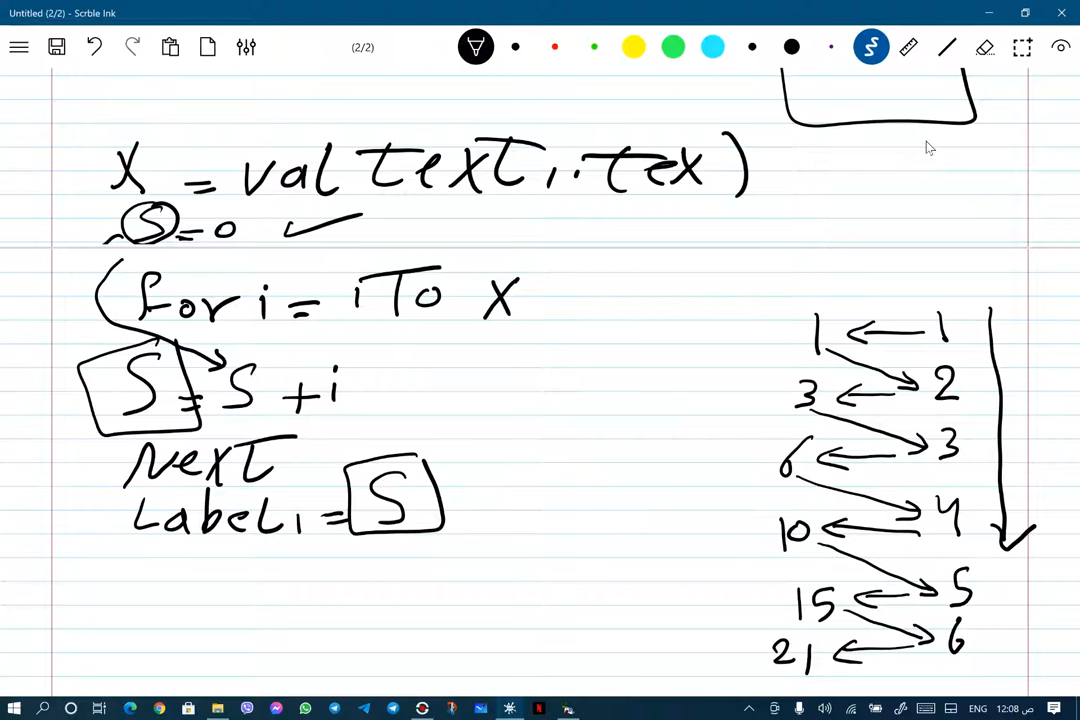 Untitled (2/2) - Scrble Ink
(2/2)
X = val text1.tex)
S=0
for i = 1 To X
S = S + i
Next
Label1 = S
1 1
3 2
6 3
10 4
15 5
21 6
ENG 12:08 ص